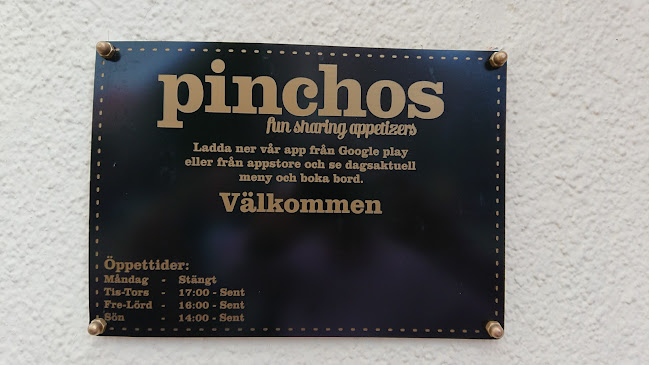 pinchos
fun sharing appetizers
Ladda ner vår app från Google play
eller från appstore och se dagsaktuell
meny och boka bord.
Välkommen
Öppettider:
Måndag - Stängt
Tis-Tors - 17:00 - Sent
Fre-Lörd - 16:00 - Sent
Sön - 14:00 - Sent